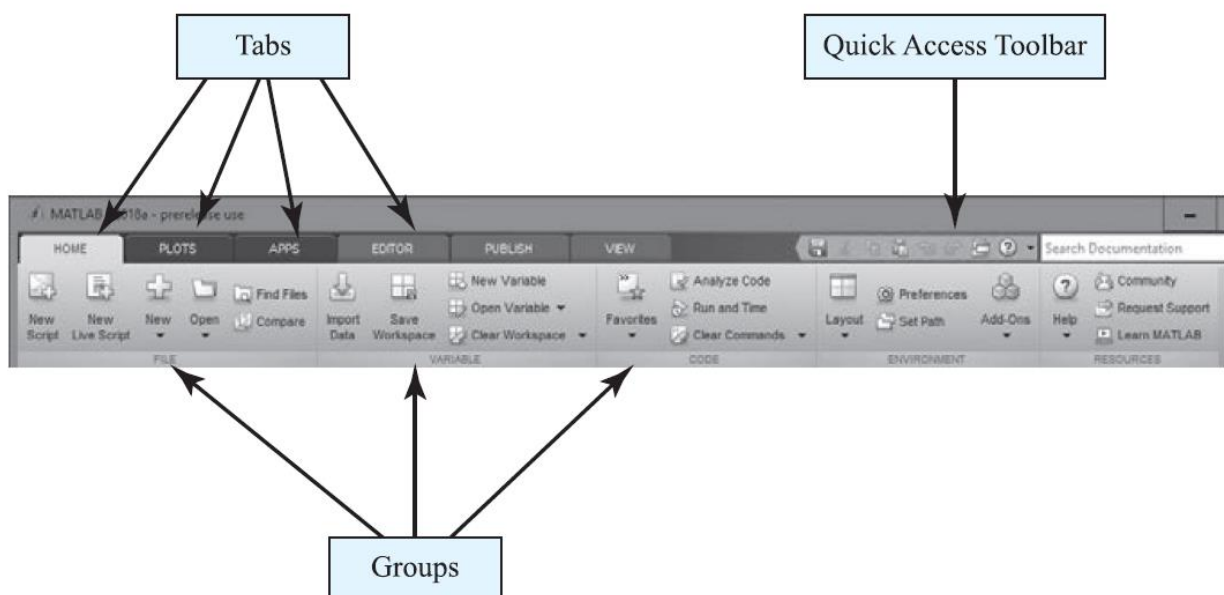 Tabs
Quick Access Toolbar
MATLAB 018a - prerelease use
HOME PLOTS APPS EDITOR PUBLISH VIEW Search Documentation
New Script
New Live Script
New
Open
Find Files
Compare
FILE
Import Data
Save Workspace
New Variable
Open Variable
Clear Workspace
VARIABLE
Favorites
Analyze Code
Run and Time
Clear Commands
CODE
Layout
Preferences
Set Path
Add-Ons
ENVIRONMENT
Help
Community
Request Support
Learn MATLAB
RESOURCES
Groups